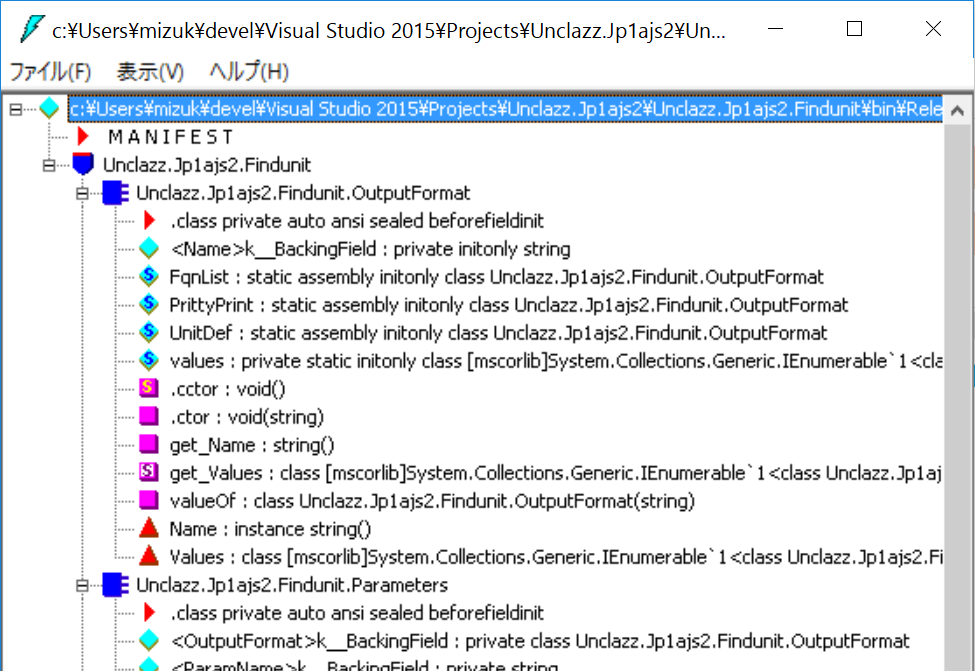 c:¥Users¥mizuk¥devel¥Visual Studio 2015¥Projects¥Unclazz.Jp1ajs2¥Un...
ファイル(F) 表示(V) ヘルプ(H)
c:¥Users¥mizuk¥devel¥Visual Studio 2015¥Projects¥Unclazz.Jp1ajs2¥Unclazz.Jp1ajs2.Findunit¥bin¥Rele
MANIFEST
Unclazz.Jp1ajs2.Findunit
Unclazz.Jp1ajs2.Findunit.OutputFormat
.class private auto ansi sealed beforefieldinit
<Name>k__BackingField : private initonly string
FqnList : static assembly initonly class Unclazz.Jp1ajs2.Findunit.OutputFormat
PrittyPrint : static assembly initonly class Unclazz.Jp1ajs2.Findunit.OutputFormat
UnitDef : static assembly initonly class Unclazz.Jp1ajs2.Findunit.OutputFormat
values : private static initonly class [mscorlib]System.Collections.Generic.IEnumerable`1<cla
.cctor : void()
.ctor : void(string)
get_Name : string()
get_Values : class [mscorlib]System.Collections.Generic.IEnumerable`1<class Unclazz.Jp1aj
valueOf : class Unclazz.Jp1ajs2.Findunit.OutputFormat(string)
Name : instance string()
Values : class [mscorlib]System.Collections.Generic.IEnumerable`1<class Unclazz.Jp1ajs2.Fi
Unclazz.Jp1ajs2.Findunit.Parameters
.class private auto ansi sealed beforefieldinit
<OutputFormat>k__BackingField : private class Unclazz.Jp1ajs2.Findunit.OutputFormat
<ParamName>k__BackingField : private string